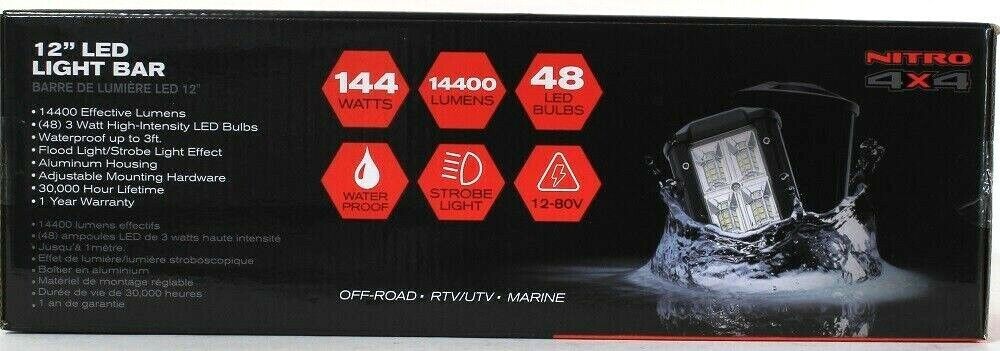 12” LED
LIGHT BAR
BARRE DE LUMIÈRE LED 12"
• 14400 Effective Lumens
• (48) 3 Watt High-Intensity LED Bulbs
• Waterproof up to 3ft.
• Flood Light/Strobe Light Effect
• Aluminum Housing
• Adjustable Mounting Hardware
• 30,000 Hour Lifetime
• 1 Year Warranty
• 14400 lumens effectifs
• (48) ampoules LED de 3 watts haute intensité
• Jusqu'à 1mètre.
• Effet de lumière/lumière stroboscopique
• Boîtier en aluminium
• Matériel de montage réglable
• Durée de vie de 30,000 heures
• 1 an de garantie
144
WATTS
14400
LUMENS
48
LED
BULBS
WATER
PROOF
STROBE
LIGHT
12-80V
OFF-ROAD • RTV/UTV • MARINE
NITRO
4X4